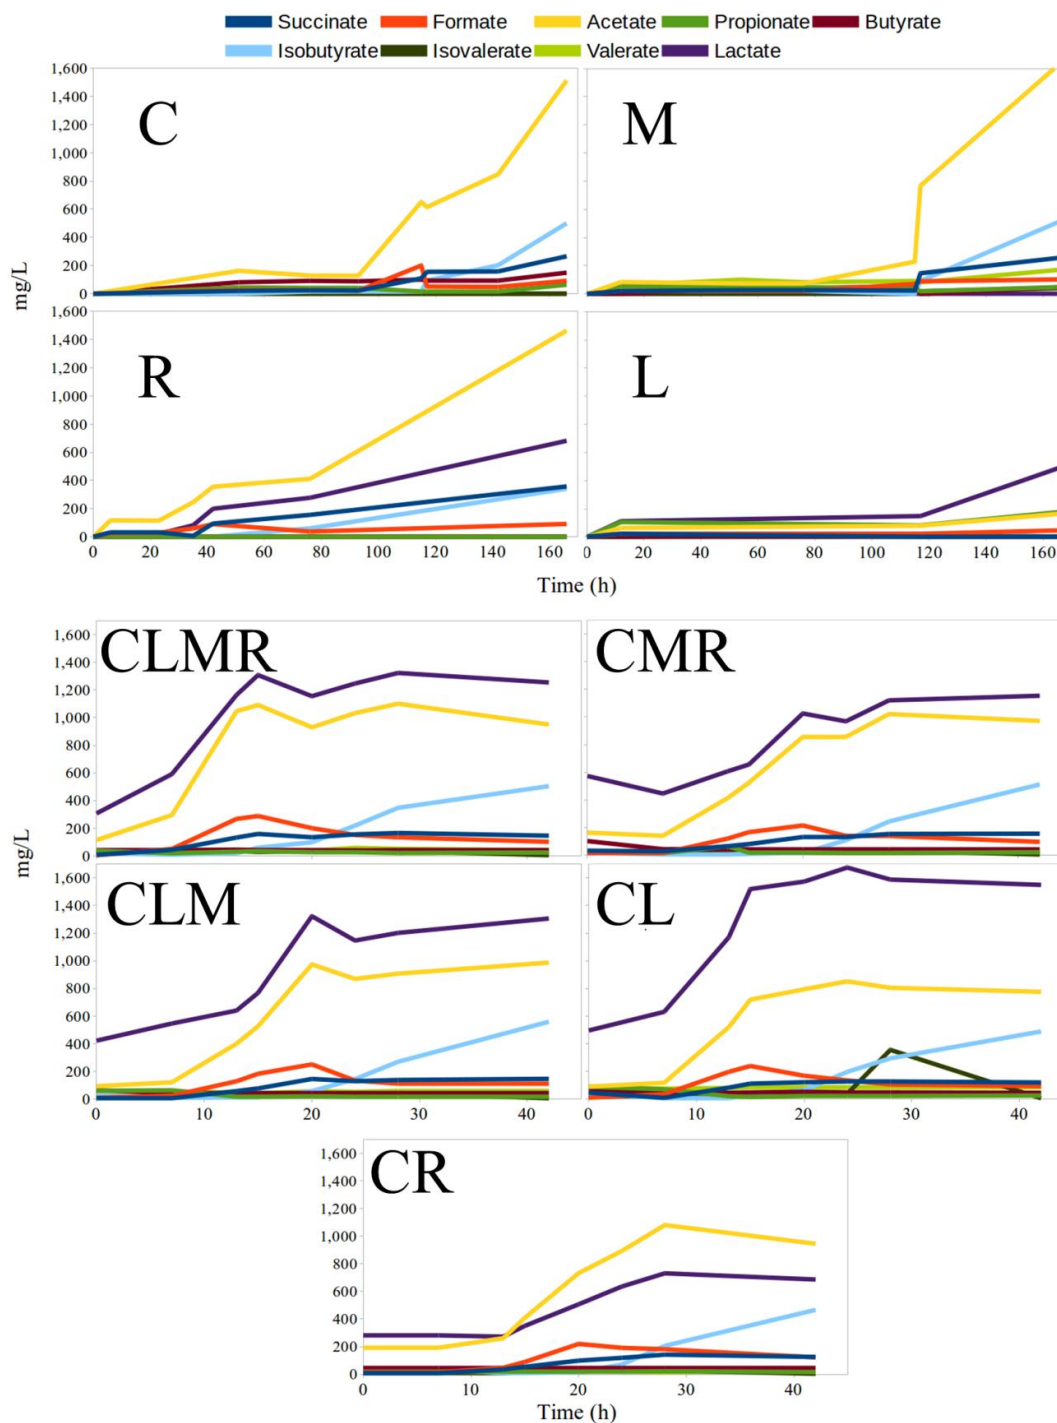 Succinate Formate Acetate Propionate Butyrate
Isobutyrate Isovalerate Valerate Lactate
1,600
1,400
1,200
1,000
800
600
400
200
0
C
M
mg/L
1,600
1,400
1,200
1,000
800
600
400
200
0
R
L
0 20 40 60 80 100 120 140 160
0 20 40 60 80 100 120 140 160
Time (h)
1,600
1,400
1,200
1,000
800
600
400
200
0
CLMR
CMR
mg/L
1,600
1,400
1,200
1,000
800
600
400
200
0
CLM
CL
0 10 20 30 40
0 10 20 30 40
1,600
1,400
1,200
1,000
800
600
400
200
0
CR
0 10 20 30 40
Time (h)